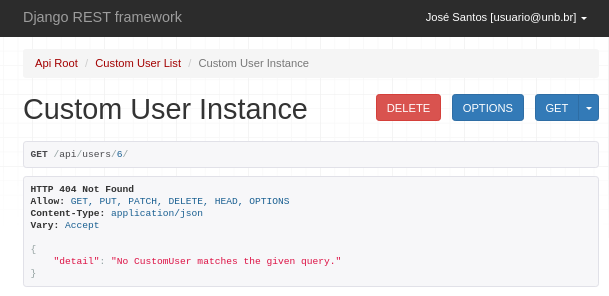 Django REST framework
José Santos [usuario@unb.br]
Api Root / Custom User List / Custom User Instance
Custom User Instance
DELETE
OPTIONS
GET
GET /api/users/6/
HTTP 404 Not Found
Allow: GET, PUT, PATCH, DELETE, HEAD, OPTIONS
Content-Type: application/json
Vary: Accept
{
"detail": "No CustomUser matches the given query."
}